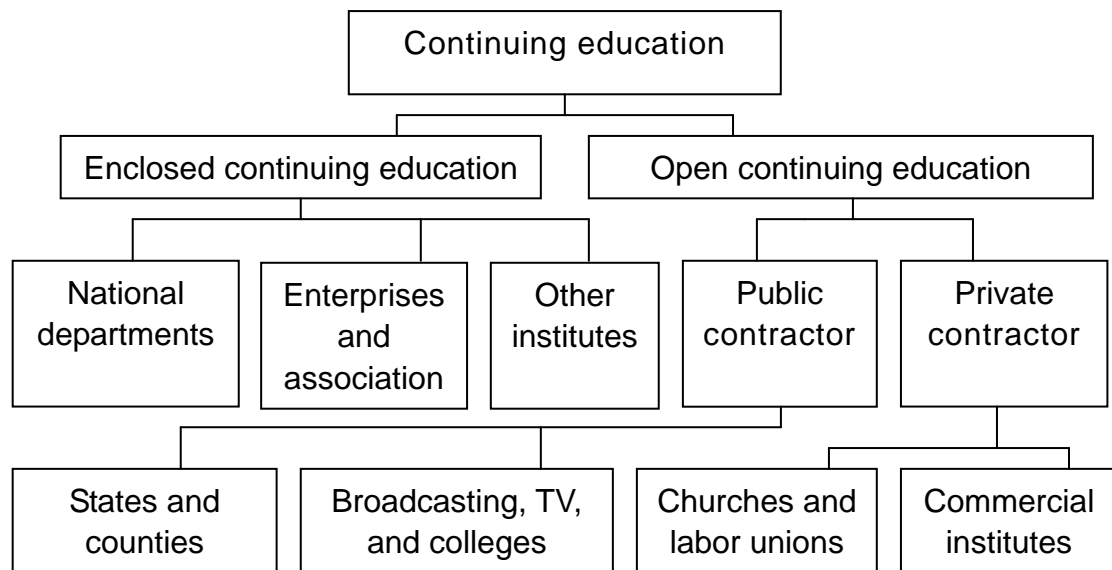 Continuing education
Enclosed continuing education
Open continuing education
National
departments
Enterprises
and
association
Other
institutes
Public
contractor
Private
contractor
States and
counties
Broadcasting, TV,
and colleges
Churches and
labor unions
Commercial
institutes